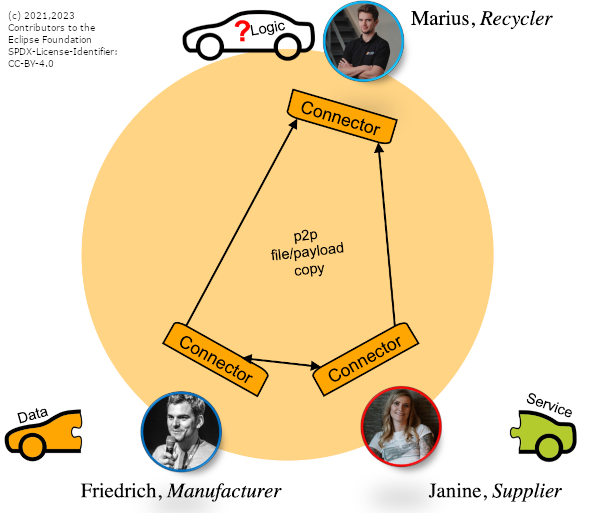 (c) 2021,2023
Contributors to the
Eclipse Foundation
SPDX-License-Identifier:
CC-BY-4.0
?Logic
Marius, Recycler
Connector
p2p
file/payload
copy
Connector
Connector
Data
Service
Friedrich, Manufacturer
Janine, Supplier